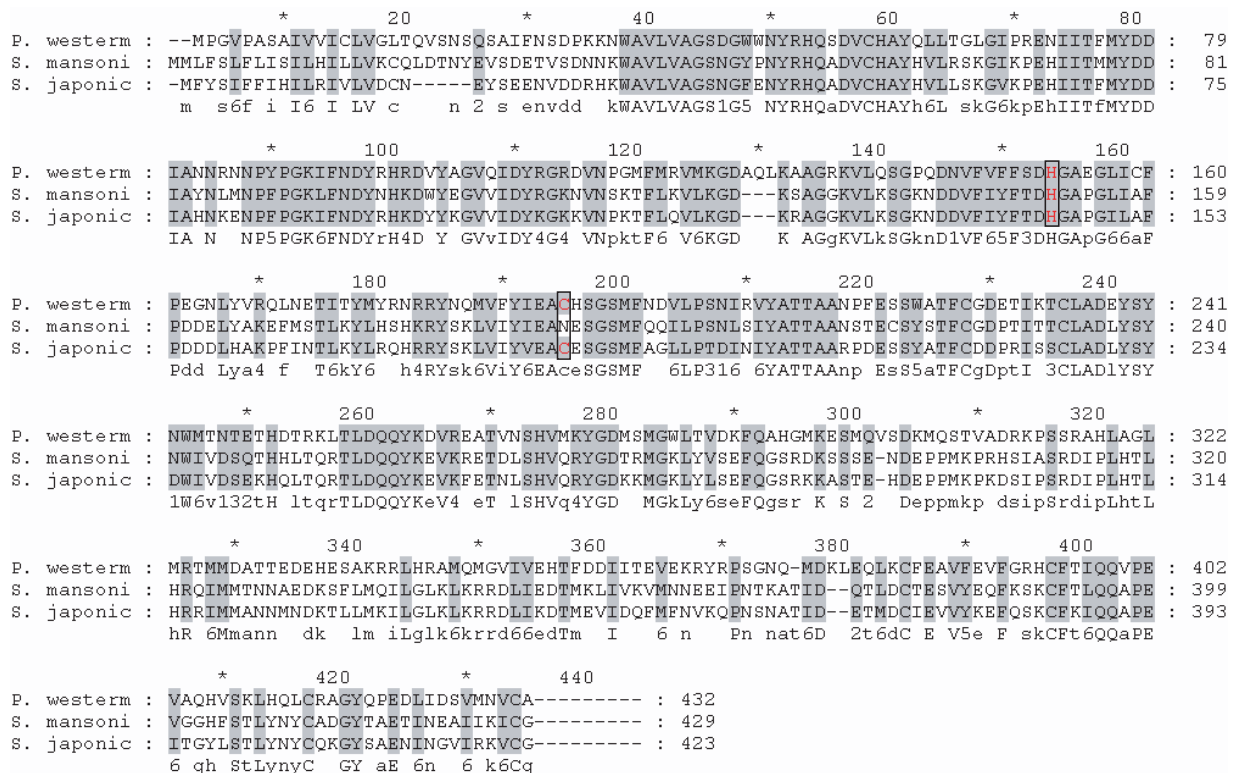 * 20 * 40 * 60 * 80
P. westerm : --MPGVPASAIVVICLVGLTQVSNSQSAIFNSDPKKNWAVLVAGSDGWWNYRHQSDVCHAYQLLTGLGIPRENIITFMYDD : 79
S. mansoni : MMLFSLFLISILHILLVKCQLDTNYEVSDETVSDNNKWAVLVAGSNGYPNYRHQADVCHAYHVLRSKGIKPEHIITMMYDD : 81
S. japonic : -MFYSIFFIHILRIVLVDCN-----EYSEENVDDRNKWAVLVAGSNGFENYRHQADVCHAYHVLRSKGVKPEHIITFMYDD : 75
m s6f i I6 I LV c n 2 s envdd kWAVLVAGS1G5 NYRHQaDVCHAYh6L skG6kpEhIITfMYDD
* 100 * 120 * 140 * 160
P. westerm : IANNRNNPYPGKIFNDYRHRDVYAGVQIDYRGRDVNPGMFMRVMKGDAQLKAAGRKVLQSGPQDNVFVFFSDHGAEGLICF : 160
S. mansoni : IAYNLMNPFPGKLFNDYNHKDWYEGVVIDYRGKNVNSKTFLKVLKGD---KSAGGKVLKSGKNDDVFIYFTDHGAPGLIAF : 159
S. japonic : IAHNKENPFPGKIFNDYNHKDYYKGVVIDYKGKKVNPKTFLQVLKGD---KRAGGKVLKSGKNDDVFIYFTDHGAPGILAF : 153
IA N NP5PGK6FNDYrH4D Y GVvIDY4G4 VNpktF6 V6KGD K AGgKVLkSGknD1VF65F3DHGApG66aF
* 180 * 200 * 220 * 240
P. westerm : PEGNLYVRQLNETITYMYRNRRYNQMVFYIEACHSGSMFNDVLPSNIRVYATTAANPFESSWATFCGDETIKTCLADEYSY : 241
S. mansoni : PDDELYAKEFMSTLKYLHSHKRYSKLVIYIEANESGSMFQQILPSNLSIYATTAANSTECSYSTFCGDPTITTCLADLYSY : 240
S. japonic : PDDDLHAKPFINTLKYLRQHRRYSKLVIYVEACESGSMFAGLLPTDINIYATTAARPDESSYATFCDDPRISSCLADLYSY : 234
Pdd Lya4 f T6kY6 h4RYsk6ViY6EAceSGSMF 6LP316 6YATTAAnp EsS5aTFCgDptI 3CLADlYSY
* 260 * 280 * 300 * 320
P. westerm : NWMTNTETHDTRKLTLDQQYKDVREATVNSHVMKYGDMSMGWLTVDKFQAHGMKESMQVSDKMQSTVADRKPSSRAHLAGL : 322
S. mansoni : NWIVDSQTHHLTQRTLDQQYKEVKRETDLSHVQRYGDTRMGKLYVSEFQGSRDKSSSE-NDEPPMKPRHSIASRDIPLHTL : 320
S. japonic : DWIVDSEKHQLTQRTLDQQYKEVKFETNLSHVQRYGDKKMGKLYLSEFQGSRKKASTE-HDEPPMKPKDSIPSRDIPLHTL : 314
1W6v132tH ltqrTLDQQYKeV4 eT lSHVq4YGD MGkLy6seFQgsr K S 2 Deppmkp dsipSrdipLhtL
* 340 * 360 * 380 * 400
P. westerm : MRTMMDATTEDEHESAKRRLHRAMQMGVIVEHTFDDIITEVEKRYRPSGNQ-MDKLEQLKCFEAVFEVFGRHCFTIQQVPE : 402
S. mansoni : HRQIMMTNNAEDKSFLMQILGLKLKRRDLIEDTMKLIVKVMNNEEIPNTKATID--QTLDCTESVYEQFKSKCFTLQQAPE : 399
S. japonic : HRRIMMANNMNDKTLLMKILGLKLKRRDLIKDTMEVIDQFMFNVKQPNSNATID--ETMDCIEVVYKEFQSKCFKIQQAPE : 393
hR 6Mmann dk lm iLglk6krrd66edTm I 6 n Pn nat6D 2t6dC E V5e F skCFt6QQaPE
* 420 * 440
P. westerm : VAQHVSKLHQLCRAGYQPEDLIDSVMNVCA--------- : 432
S. mansoni : VGGHFSTLYNYCADGYTAETINEAIIKICG--------- : 429
S. japonic : ITGYLSTLYNYCQKGYSAENINGVIRKVCG--------- : 423
6 gh StLynyC GY aE 6n 6 k6Cg